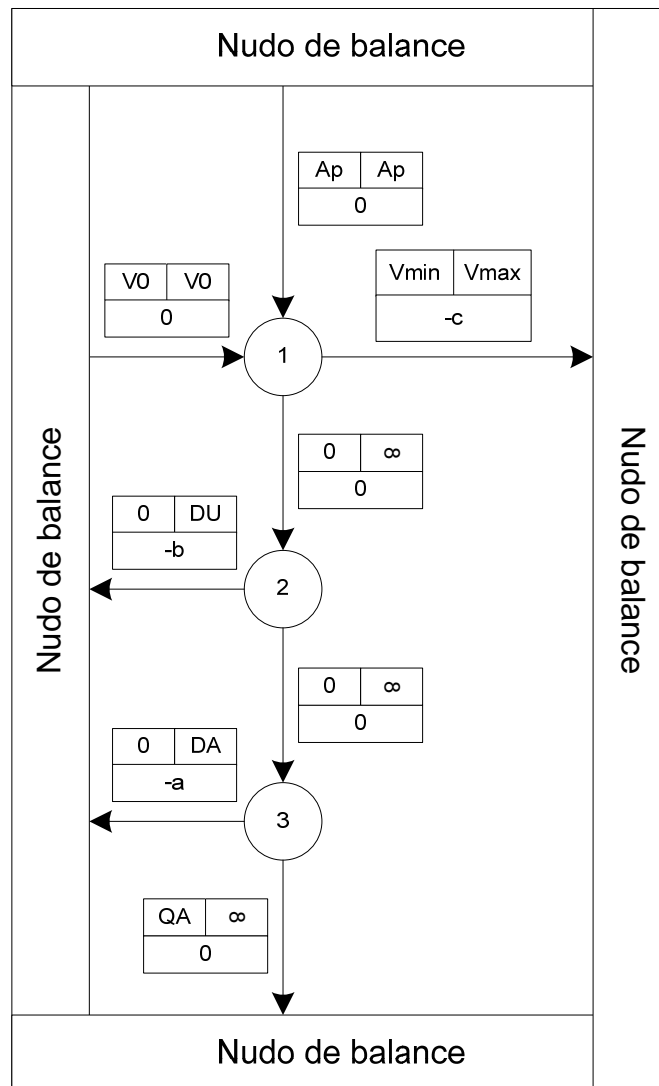 Nudo de balance
Ap Ap
0
V0 V0
0
Vmin Vmax
-c
1
0 ∞
0
Nudo de balance
Nudo de balance
0 DU
-b
2
0 ∞
0
0 DA
-a
3
QA ∞
0
Nudo de balance